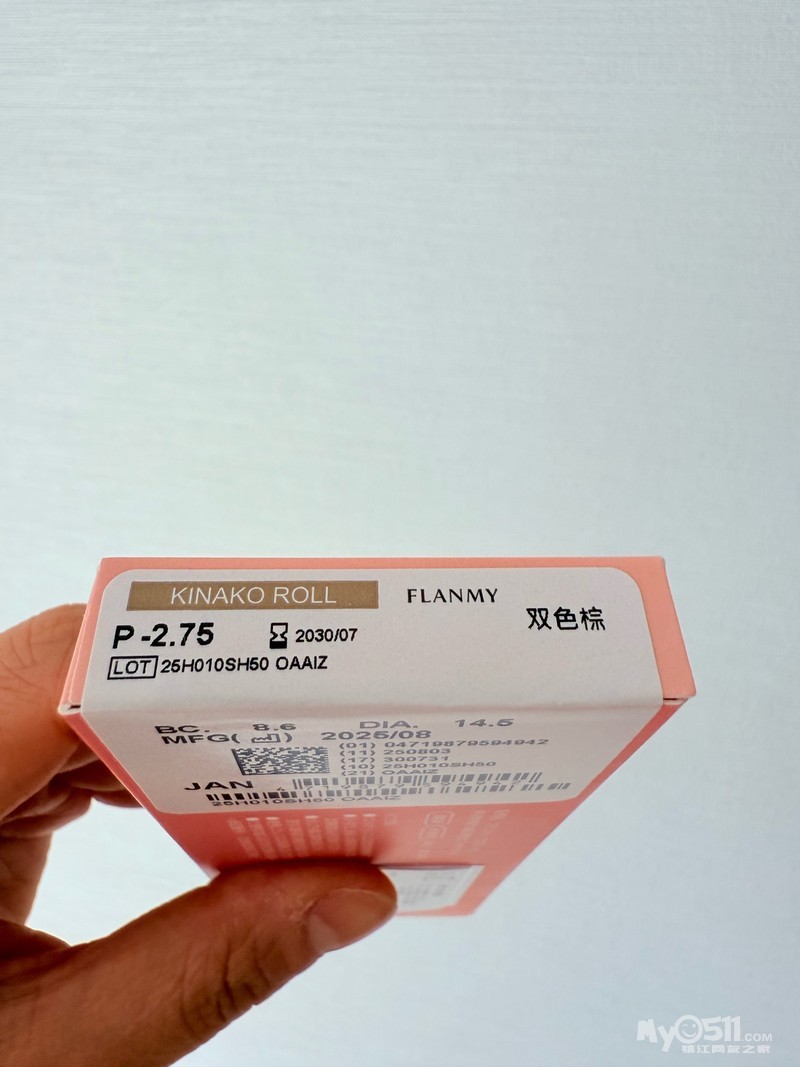 KINAKO ROLL FLANMY
双色棕
P -2.75 2030/07
LOT 25H010SH50 OAAIZ
BC. 8.6 DIA. 14.5
MFG( ) 2025/08
(01) 04719879594942
(11) 250803
(17) 300731
(10) 25H010SH50
(21) OAAIZ
JAN
25H010SH50 OAAIZ
MyO511.COM
镇江网友之家